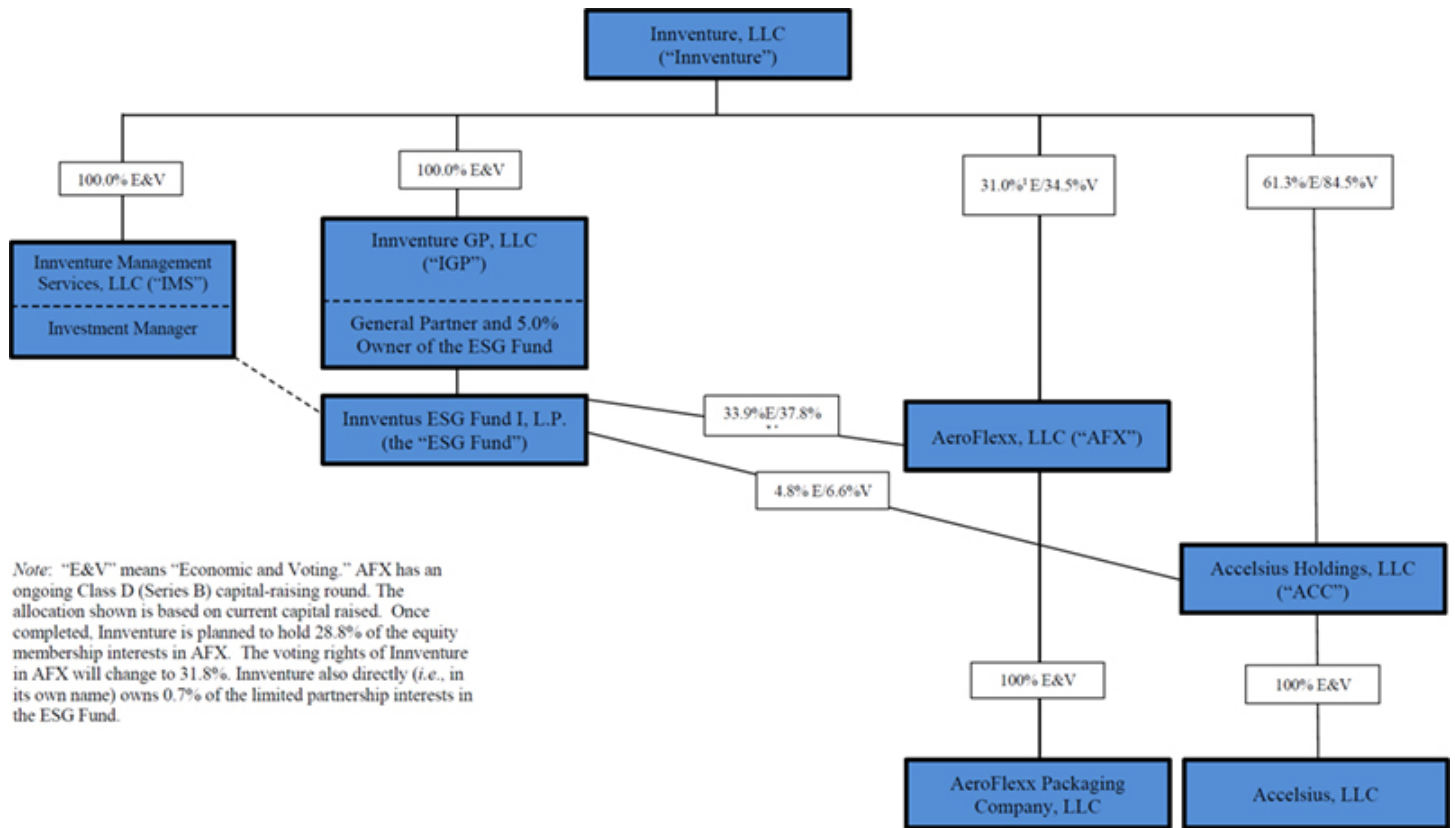 Innventure, LLC
(“Innventure”)
100.0% E&V
100.0% E&V
31.0%¹ E/34.5%V
61.3%/E/84.5%V
Innventure Management
Services, LLC (“IMS”)
Investment Manager
Innventure GP, LLC
(“IGP”)
General Partner and 5.0%
Owner of the ESG Fund
Innventus ESG Fund I, L.P.
(the “ESG Fund”)
33.9%E/37.8%
AeroFlexx, LLC (“AFX”)
4.8% E/6.6%V
Accelsius Holdings, LLC
(“ACC”)
Note: “E&V” means “Economic and Voting.” AFX has an
ongoing Class D (Series B) capital-raising round. The
allocation shown is based on current capital raised. Once
completed, Innventure is planned to hold 28.8% of the equity
membership interests in AFX. The voting rights of Innventure
in AFX will change to 31.8%. Innventure also directly (i.e., in
its own name) owns 0.7% of the limited partnership interests in
the ESG Fund.
100% E&V
100% E&V
AeroFlexx Packaging
Company, LLC
Accelsius, LLC